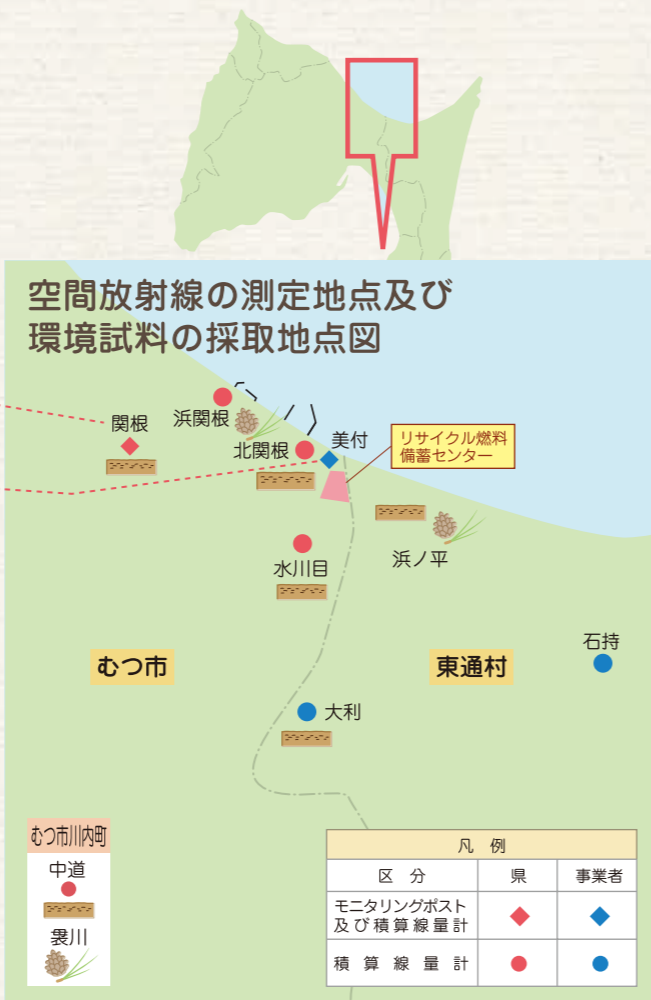 空間放射線の測定地点及び
環境試料の採取地点図
関根
浜関根
北関根
美付
リサイクル燃料
備蓄センター
水川目
浜ノ平
むつ市
東通村
石持
大利
むつ市川内町
中道
袰川
凡 例
区 分 県 事業者
モニタリングポスト
及び積算線量計
積算線量計